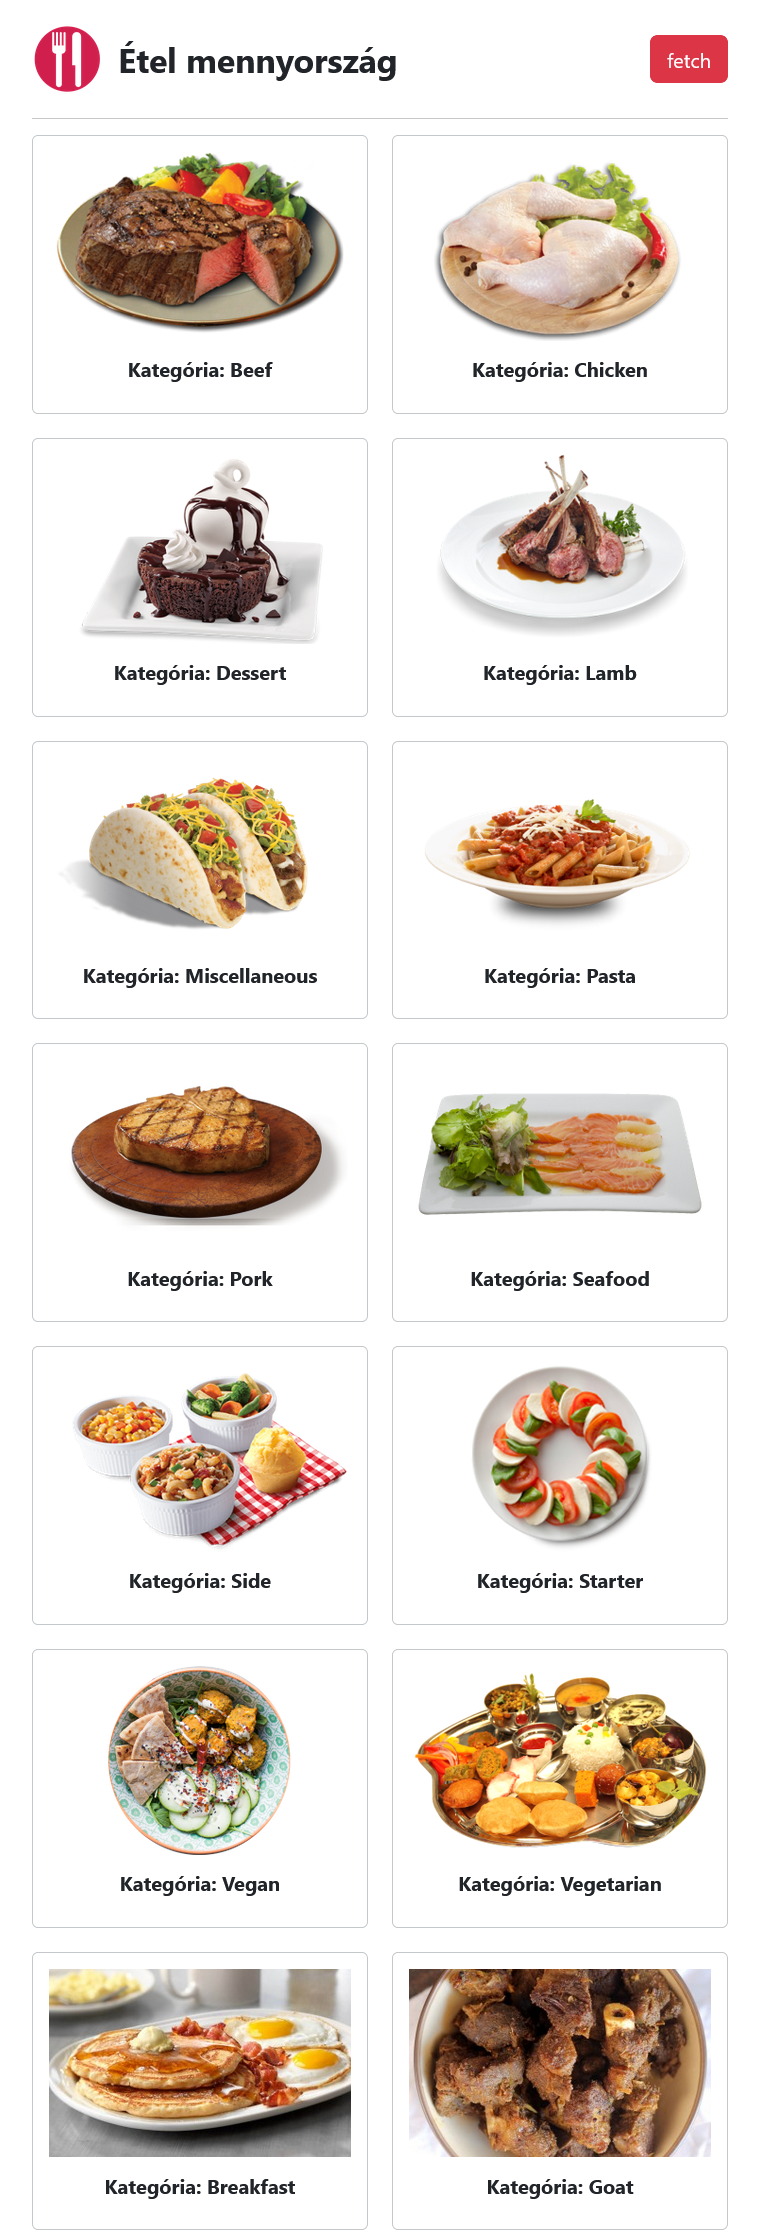 Étel mennyország
fetch
Kategória: Beef
Kategória: Chicken
Kategória: Dessert
Kategória: Lamb
Kategória: Miscellaneous
Kategória: Pasta
Kategória: Pork
Kategória: Seafood
Kategória: Side
Kategória: Starter
Kategória: Vegan
Kategória: Vegetarian
Kategória: Breakfast
Kategória: Goat